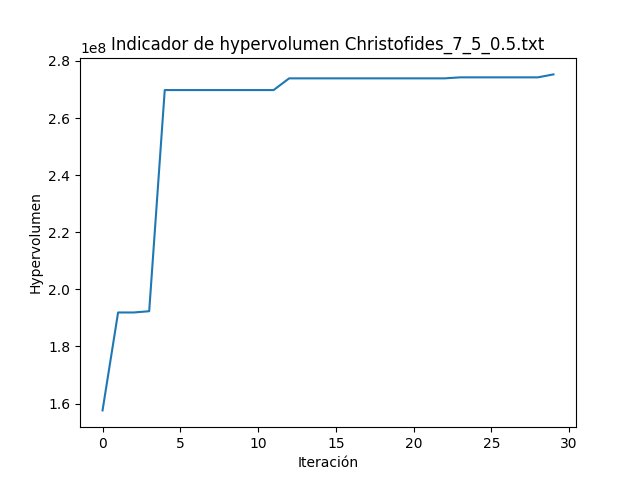 Indicador de hypervolumen Christofides_7_5_0.5.txt
1e8
2.8
2.6
2.4
2.2
2.0
1.8
1.6
Hypervolumen
0 5 10 15 20 25 30
Iteración